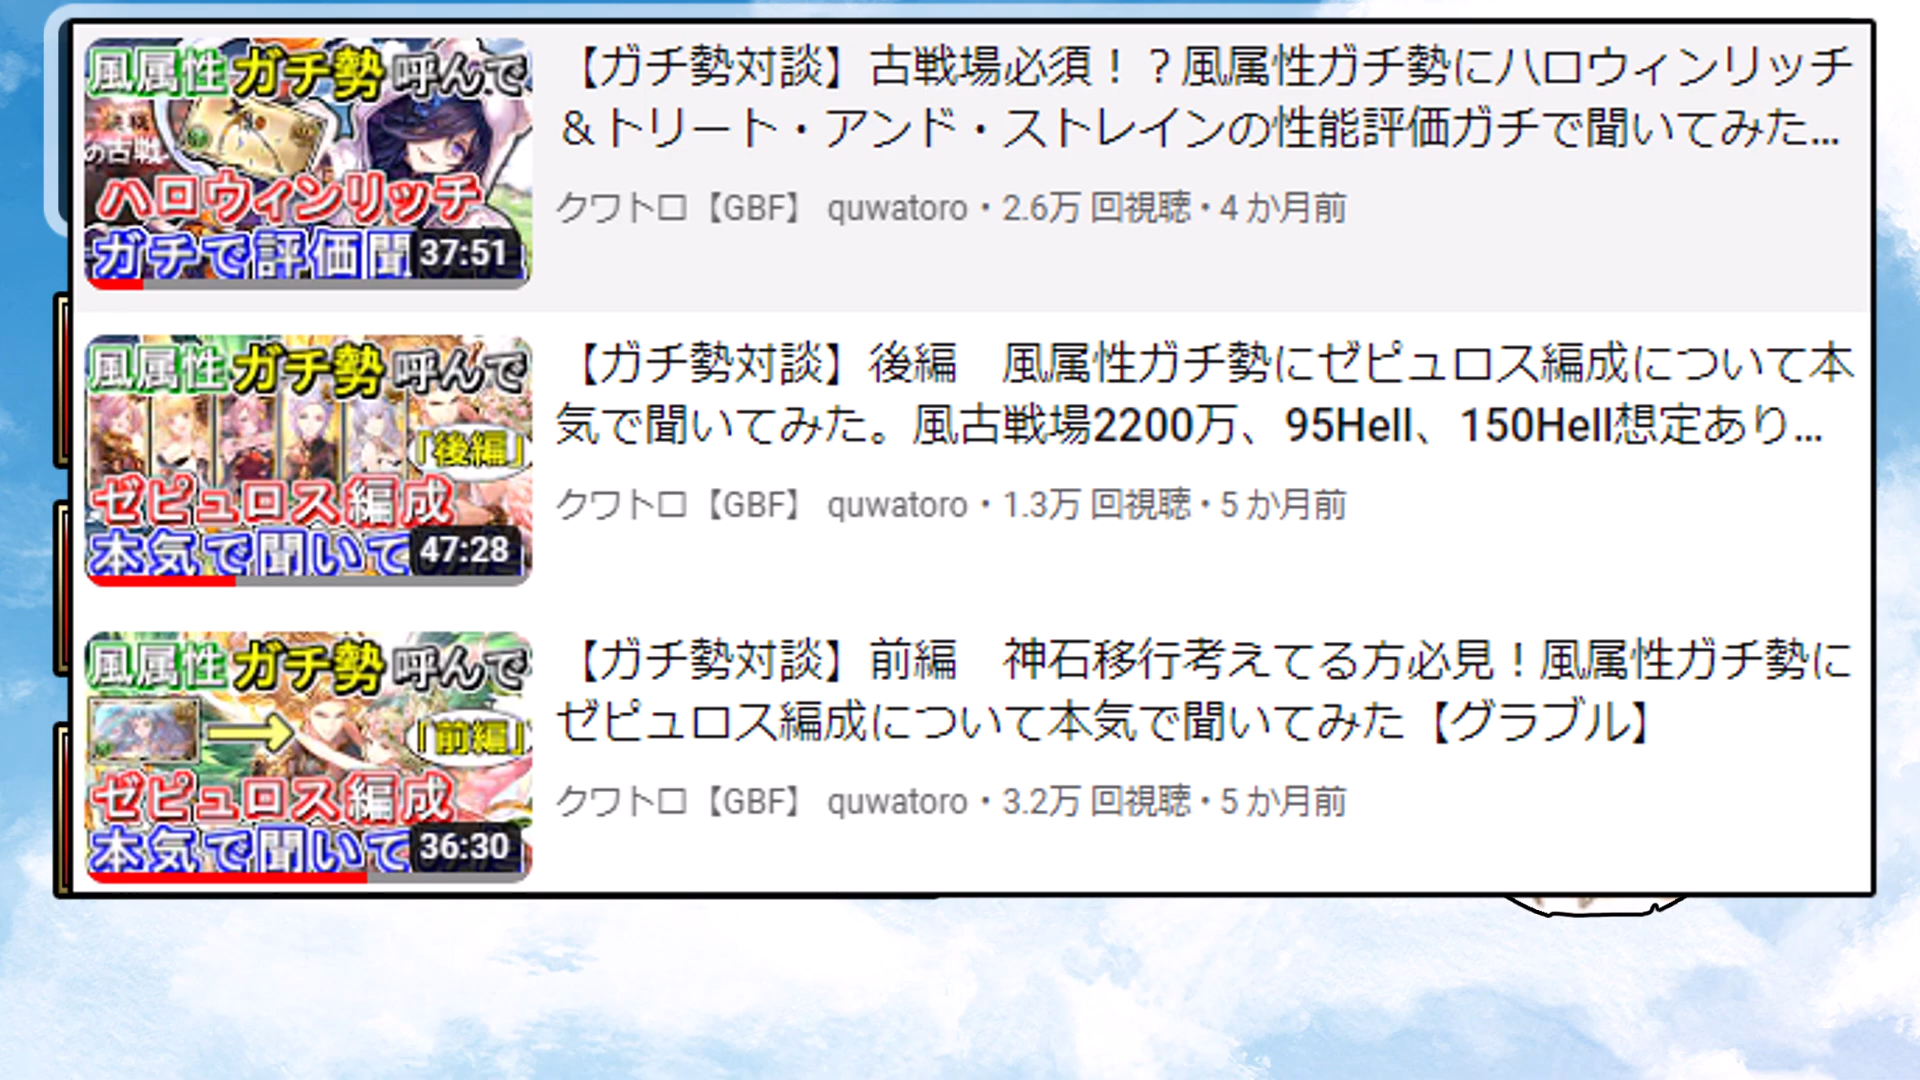 風属性ガチ勢呼んで
の古戦
ハロウィンリッチ
ガチで評価聞
37:51
【ガチ勢対談】古戦場必須！？風属性ガチ勢にハロウィンリッチ
＆トリート・アンド・ストレインの性能評価ガチで聞いてみた...
クワトロ【GBF】 quwatoro・2.6万 回視聴・4 か月前
風属性ガチ勢呼んで
「後編」
ゼピュロス編成
本気で聞いて
47:28
【ガチ勢対談】後編　風属性ガチ勢にゼピュロス編成について本
気で聞いてみた。風古戦場2200万、95Hell、150Hell想定あり...
クワトロ【GBF】 quwatoro・1.3万 回視聴・5 か月前
風属性ガチ勢呼んで
「前編」
ゼピュロス編成
本気で聞いて
36:30
【ガチ勢対談】前編　神石移行考えてる方必見！風属性ガチ勢に
ゼピュロス編成について本気で聞いてみた【グラブル】
クワトロ【GBF】 quwatoro・3.2万 回視聴・5 か月前